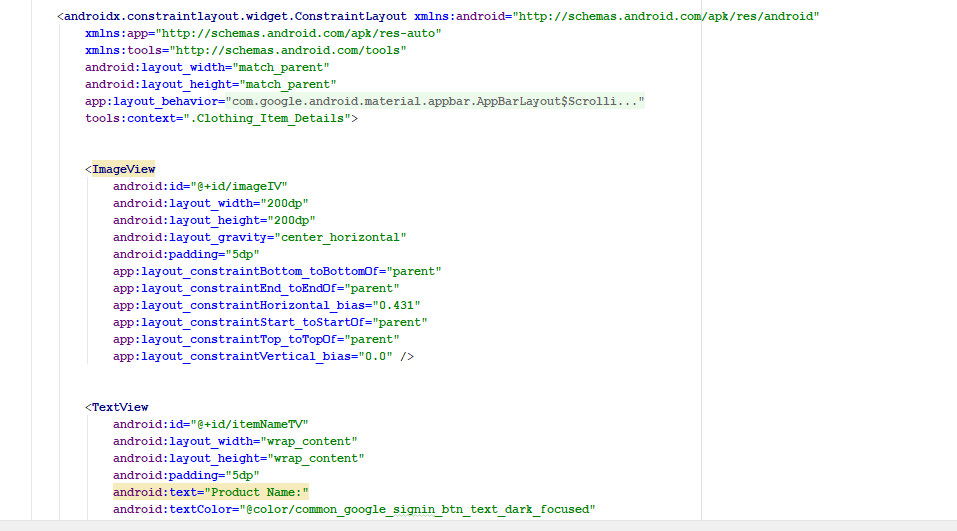 <androidx.constraintlayout.widget.ConstraintLayout xmlns:android="http://schemas.android.com/apk/res/android"
xmlns:app="http://schemas.android.com/apk/res-auto"
xmlns:tools="http://schemas.android.com/tools"
android:layout_width="match_parent"
android:layout_height="match_parent"
app:layout_behavior="com.google.android.material.appbar.AppBarLayout$Scrolli..."
tools:context=".Clothing_Item_Details">
<ImageView
android:id="@+id/imageIV"
android:layout_width="200dp"
android:layout_height="200dp"
android:layout_gravity="center_horizontal"
android:padding="5dp"
app:layout_constraintBottom_toBottomOf="parent"
app:layout_constraintEnd_toEndOf="parent"
app:layout_constraintHorizontal_bias="0.431"
app:layout_constraintStart_toStartOf="parent"
app:layout_constraintTop_toTopOf="parent"
app:layout_constraintVertical_bias="0.0" />
<TextView
android:id="@+id/itemNameTV"
android:layout_width="wrap_content"
android:layout_height="wrap_content"
android:padding="5dp"
android:text="Product Name:"
android:textColor="@color/common_google_signin_btn_text_dark_focused"